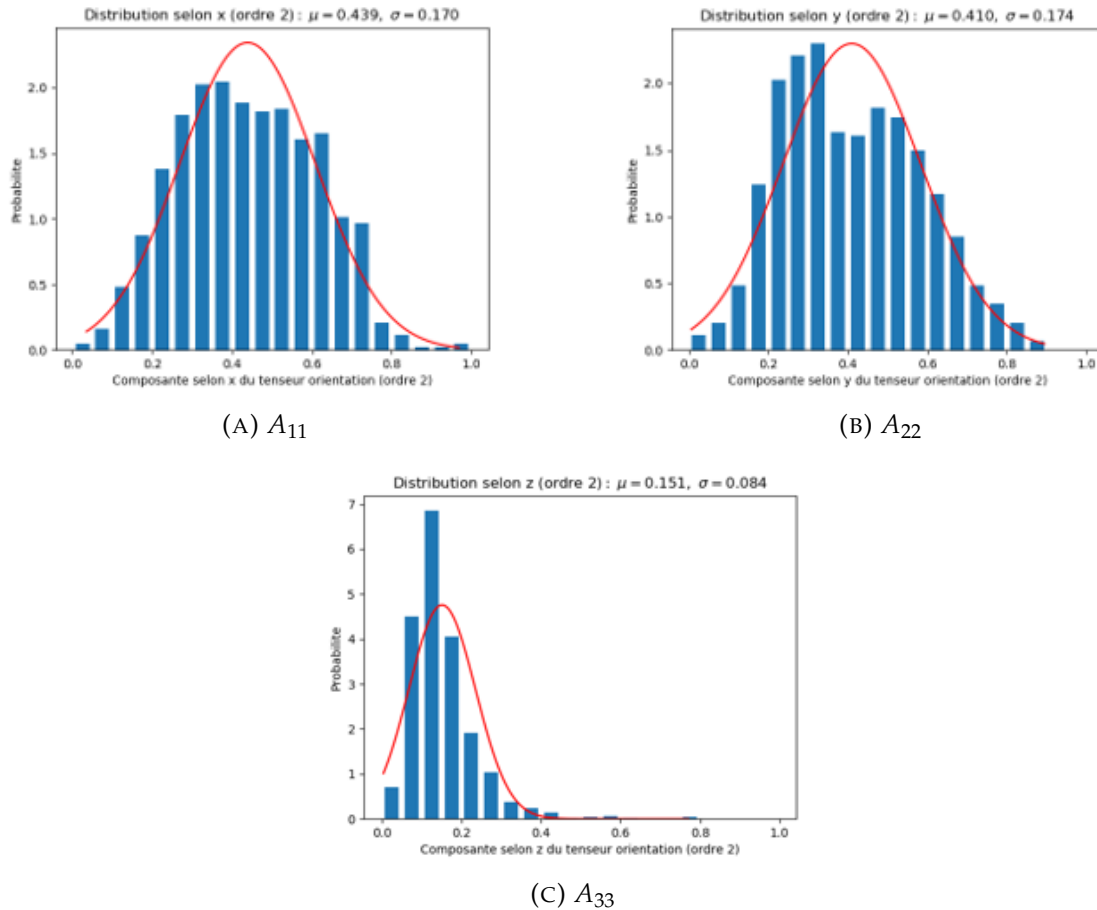 Distribution selon x (ordre 2) : μ = 0.439, σ = 0.170
Probabilite
2.0
1.5
1.0
0.5
0.0
0.0 0.2 0.4 0.6 0.8 1.0
Composante selon x du tenseur orientation (ordre 2)
(A) A₁₁
Distribution selon y (ordre 2) : μ = 0.410, σ = 0.174
Probabilite
2.0
1.5
1.0
0.5
0.0
0.0 0.2 0.4 0.6 0.8 1.0
Composante selon y du tenseur orientation (ordre 2)
(B) A₂₂
Distribution selon z (ordre 2) : μ = 0.151, σ = 0.084
Probabilite
7
6
5
4
3
2
1
0
0.0 0.2 0.4 0.6 0.8 1.0
Composante selon z du tenseur orientation (ordre 2)
(C) A₃₃